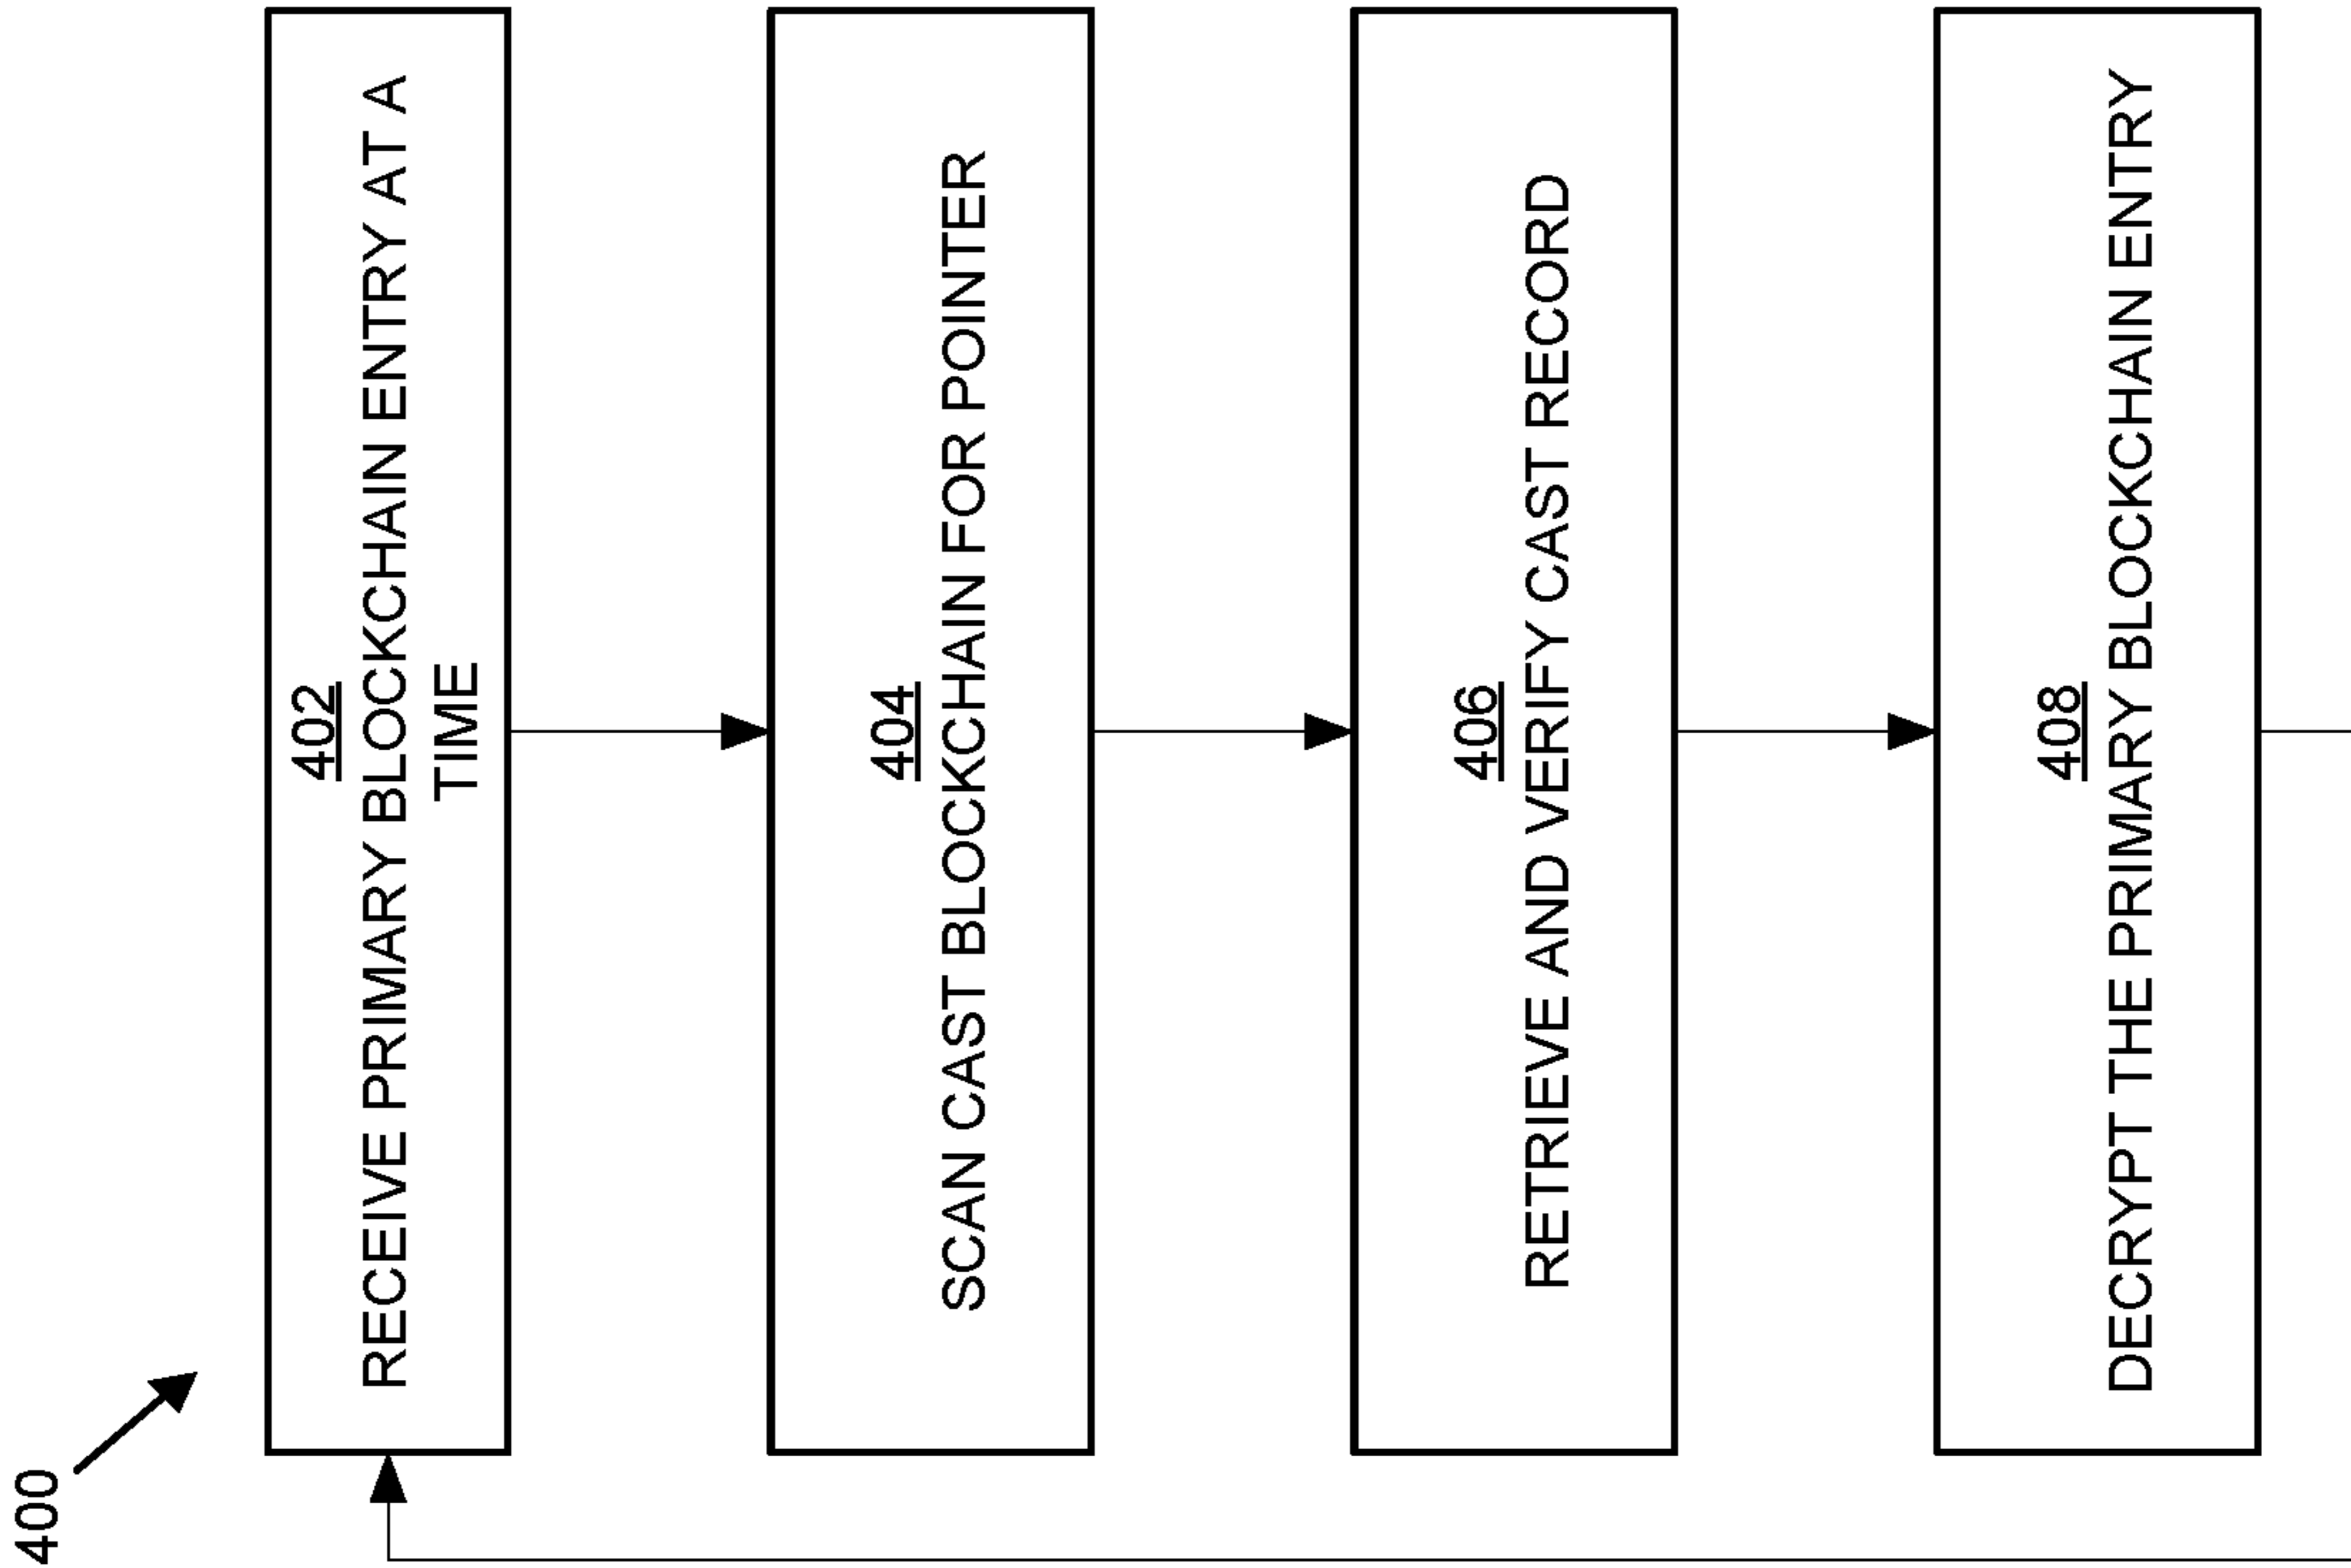 400
402
RECEIVE PRIMARY BLOCKCHAIN ENTRY AT A
TIME
404
SCAN CAST BLOCKCHAIN FOR POINTER
406
RETRIEVE AND VERIFY CAST RECORD
408
DECRYPT THE PRIMARY BLOCKCHAIN ENTRY